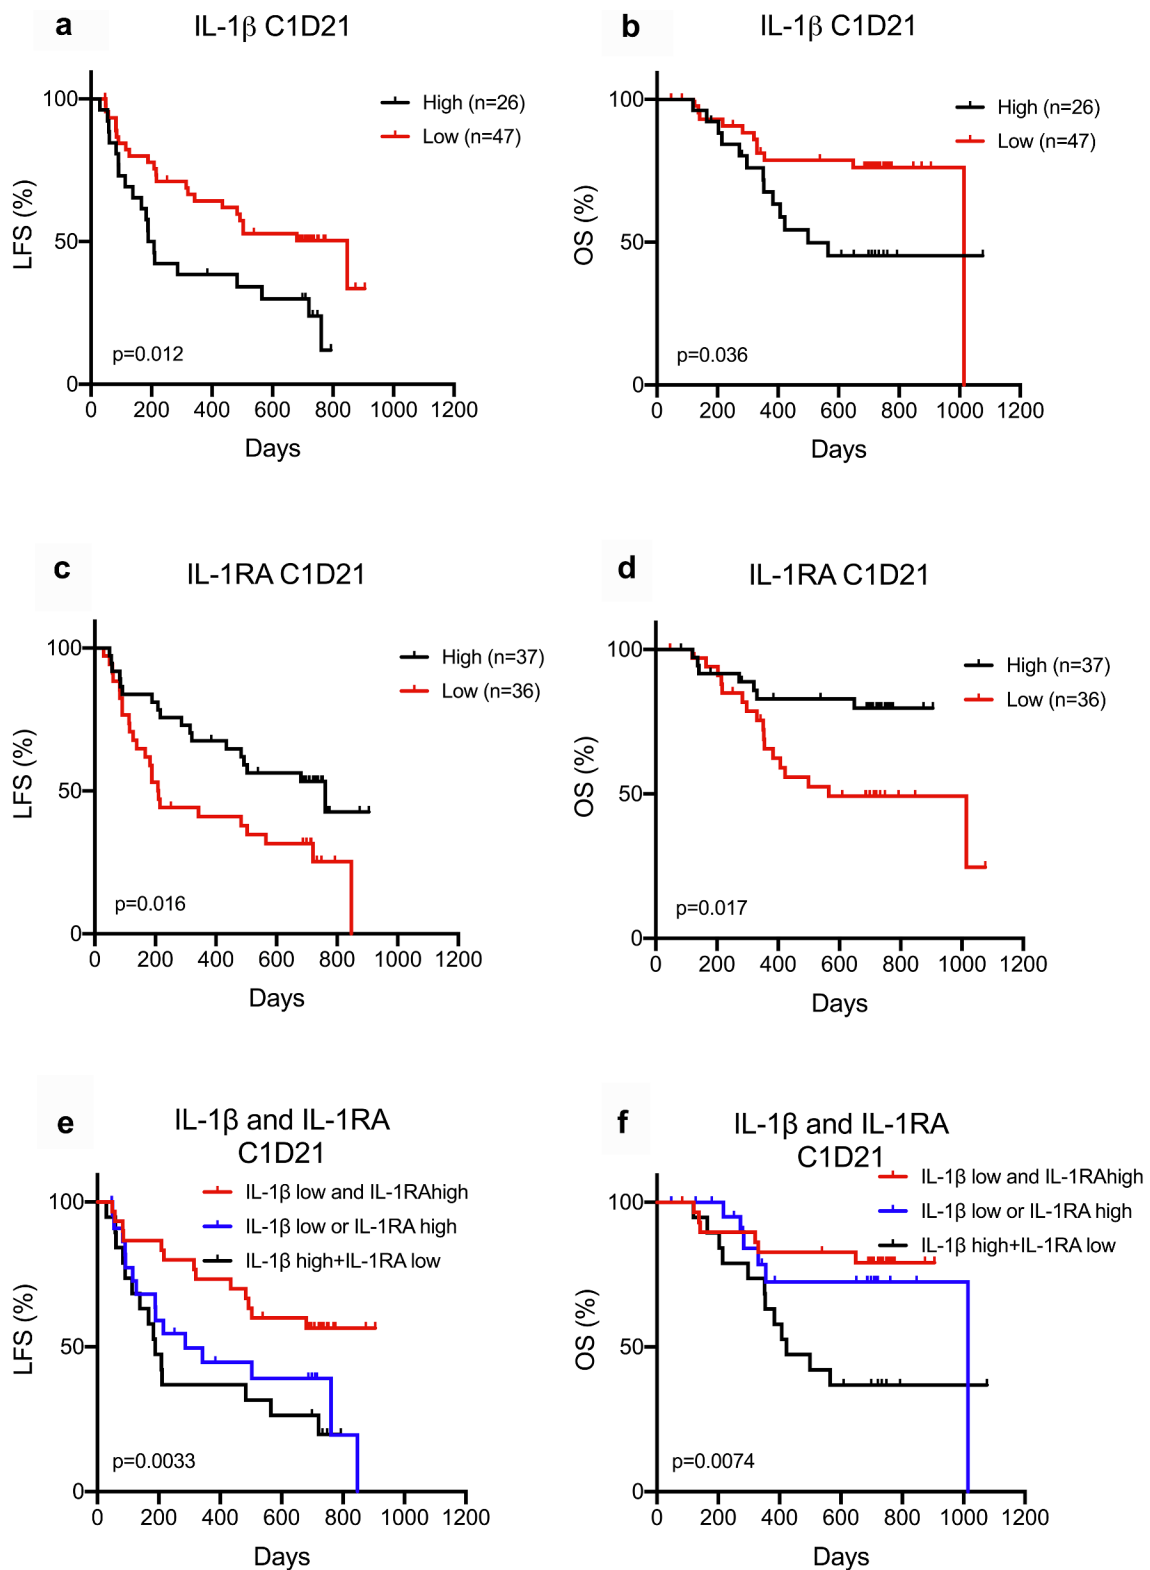 a
IL-1β C1D21
High (n=26)
Low (n=47)
LFS (%)
100
50
0
p=0.012
0 200 400 600 800 1000 1200
Days
b
IL-1β C1D21
High (n=26)
Low (n=47)
OS (%)
100
50
0
p=0.036
0 200 400 600 800 1000 1200
Days
c
IL-1RA C1D21
High (n=37)
Low (n=36)
LFS (%)
100
50
0
p=0.016
0 200 400 600 800 1000 1200
Days
d
IL-1RA C1D21
High (n=37)
Low (n=36)
OS (%)
100
50
0
p=0.017
0 200 400 600 800 1000 1200
Days
e
IL-1β and IL-1RA
C1D21
IL-1β low and IL-1RAhigh
IL-1β low or IL-1RA high
IL-1β high+IL-1RA low
LFS (%)
100
50
0
p=0.0033
0 200 400 600 800 1000 1200
Days
f
IL-1β and IL-1RA
C1D21
IL-1β low and IL-1RAhigh
IL-1β low or IL-1RA high
IL-1β high+IL-1RA low
OS (%)
100
50
0
p=0.0074
0 200 400 600 800 1000 1200
Days